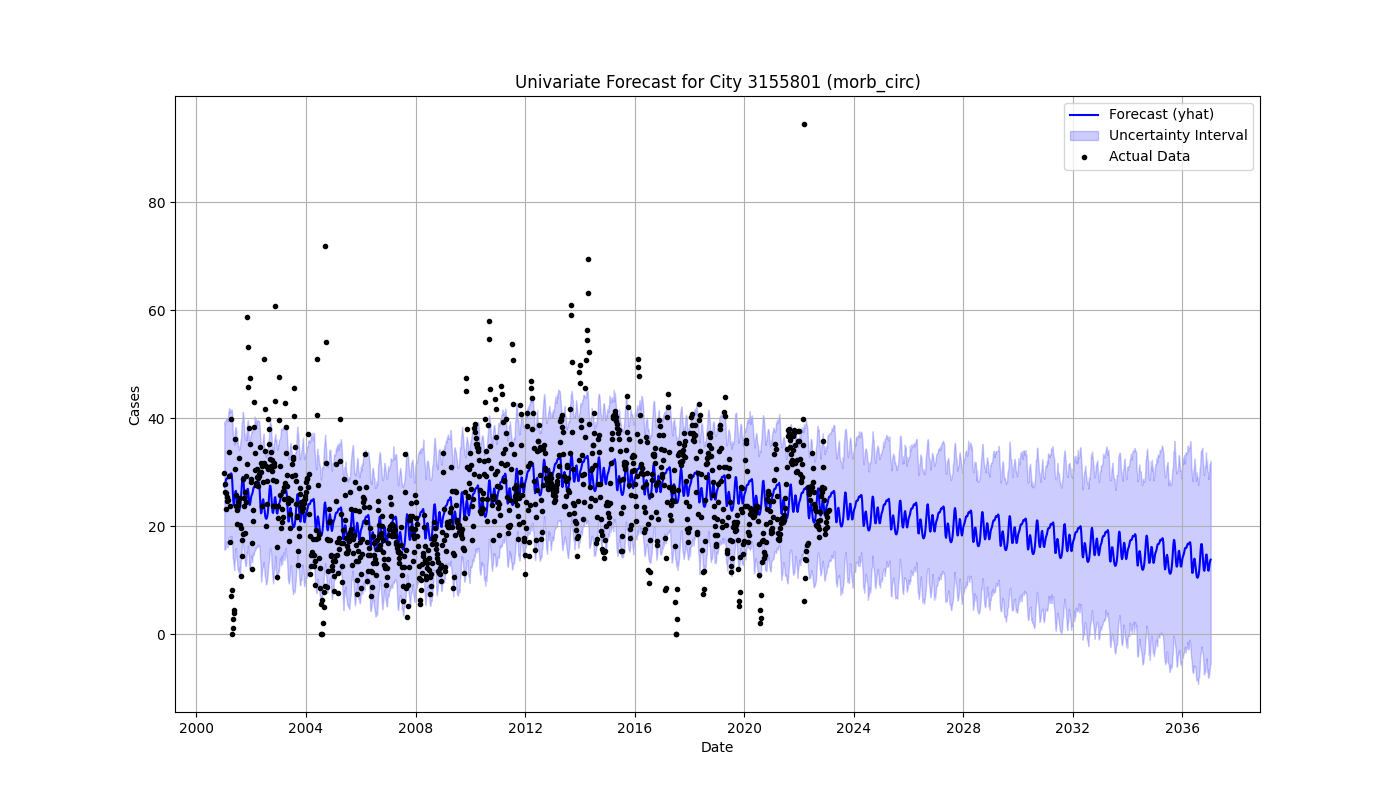 Univariate Forecast for City 3155801 (morb_circ)
Forecast (yhat)
Uncertainty Interval
Actual Data
Cases
80
60
40
20
0
2000 2004 2008 2012 2016 2020 2024 2028 2032 2036
Date